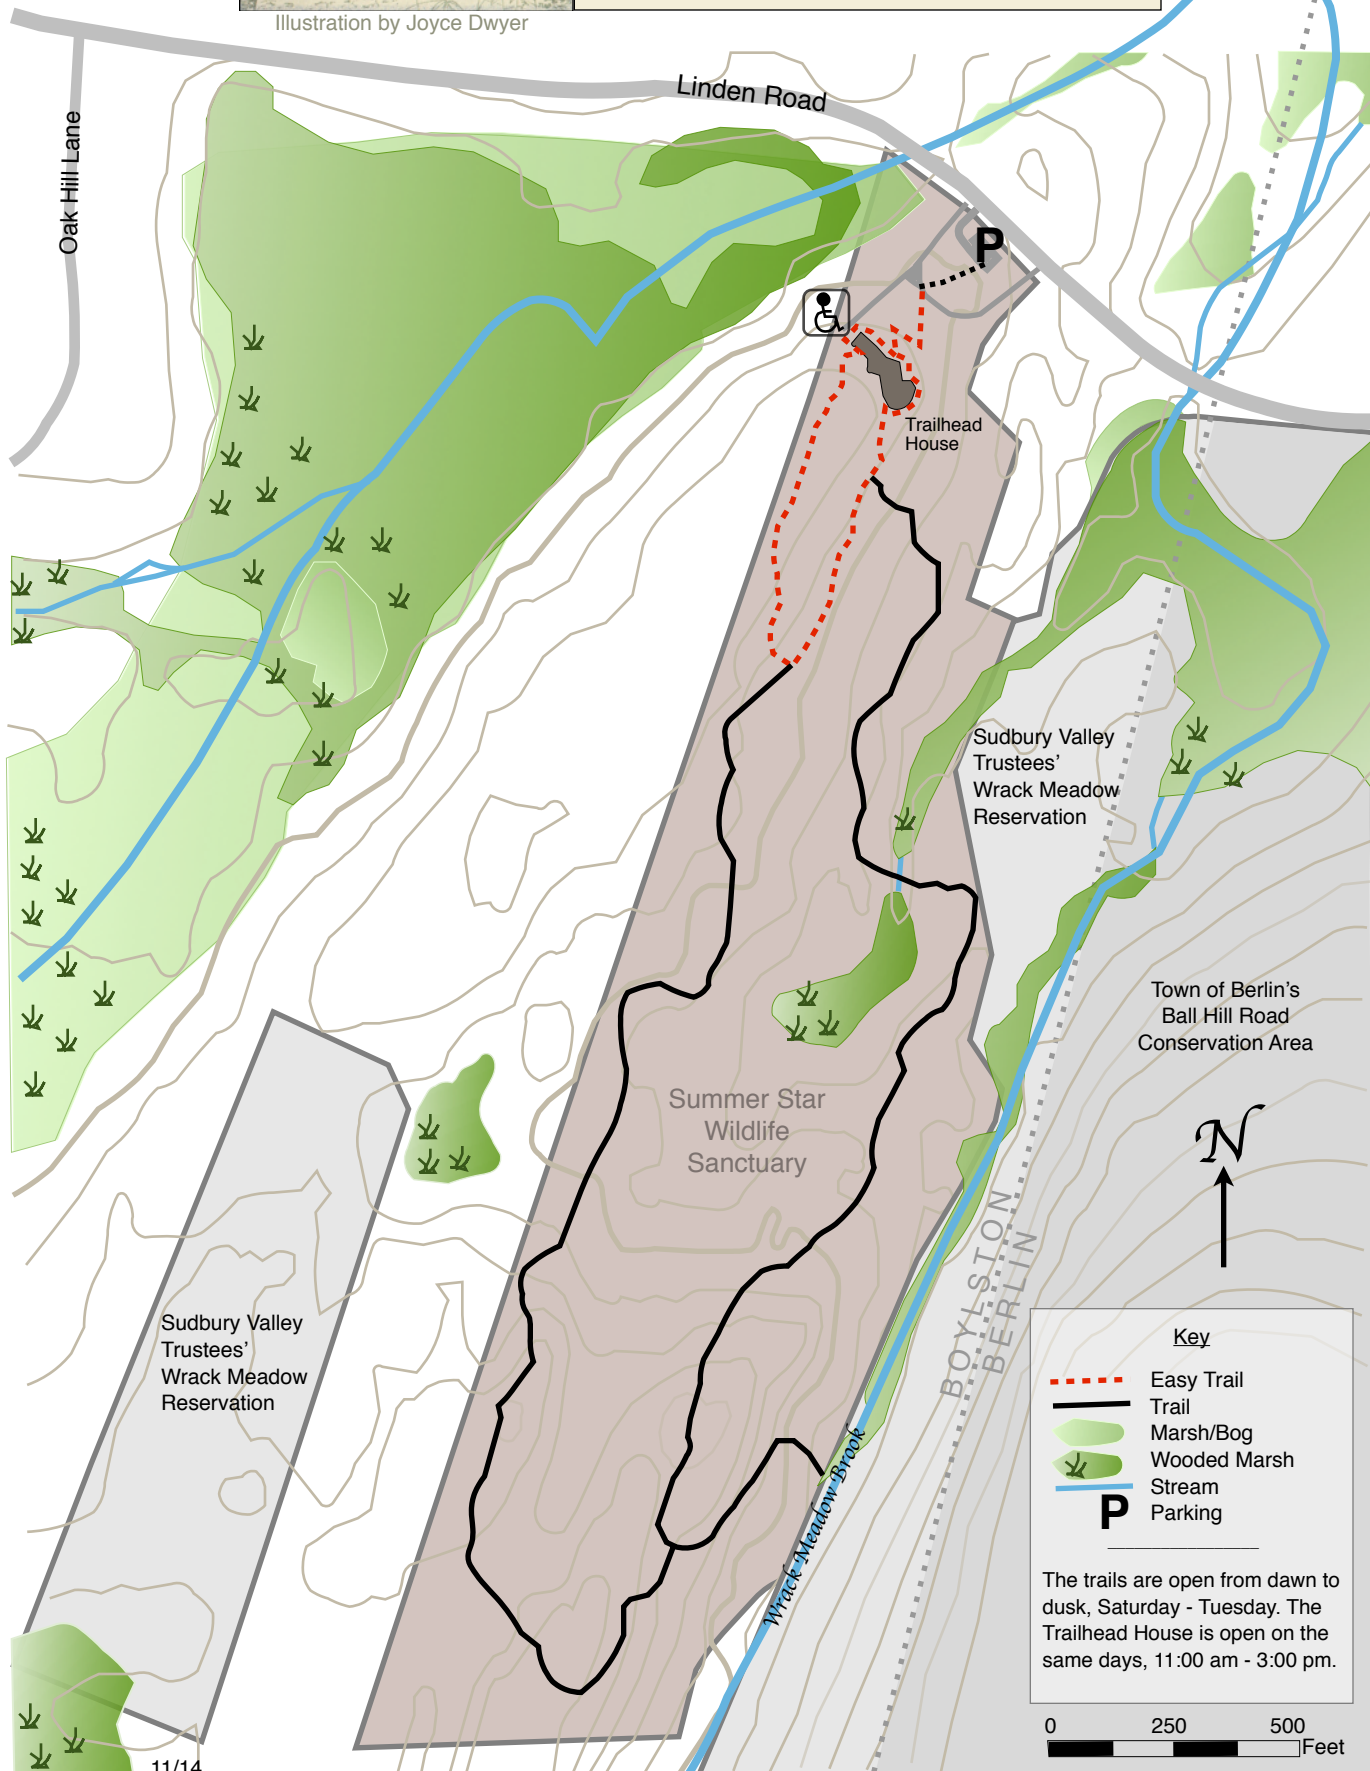 Illustration by Joyce Dwyer
Linden Road
Oak Hill Lane
P
Trailhead
House
Sudbury Valley
Trustees’
Wrack Meadow
Reservation
Town of Berlin’s
Ball Hill Road
Conservation Area
Summer Star
Wildlife
Sanctuary
N
BOYLSTON
BERLIN
Sudbury Valley
Trustees’
Wrack Meadow
Reservation
Wrack Meadow Brook
Key
Easy Trail
Trail
Marsh/Bog
Wooded Marsh
Stream
P Parking
The trails are open from dawn to
dusk, Saturday - Tuesday. The
Trailhead House is open on the
same days, 11:00 am - 3:00 pm.
0 250 500
Feet
11/14